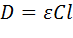 D = εCl